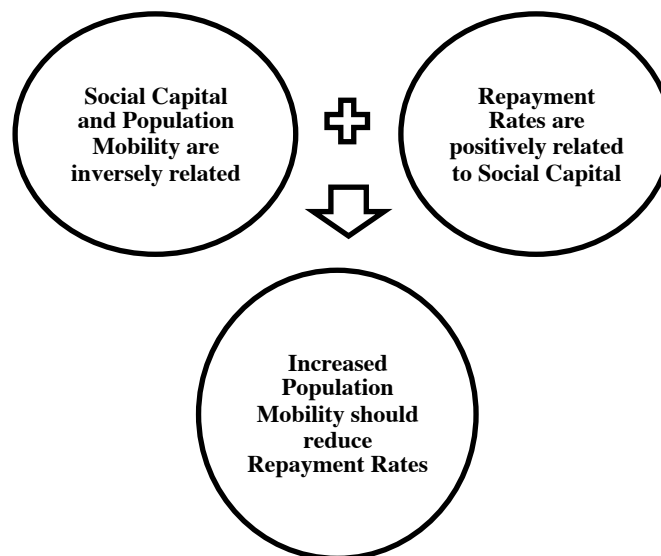 Social Capital
and Population
Mobility are
inversely related
Repayment
Rates are
positively related
to Social Capital
Increased
Population
Mobility should
reduce
Repayment Rates